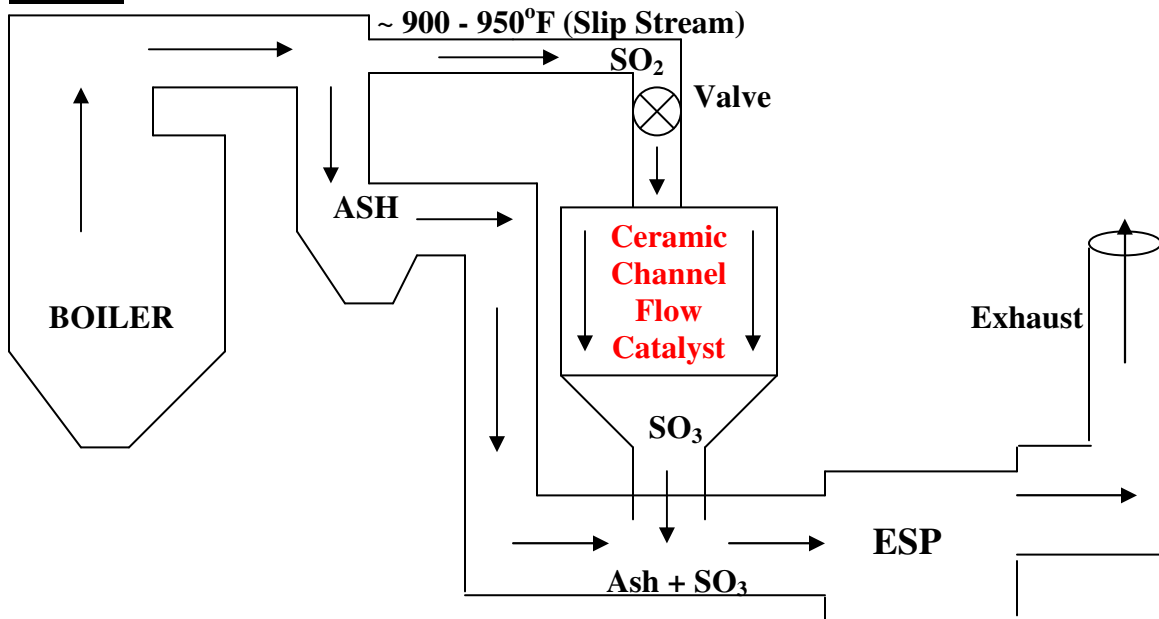 ~ 900 - 950°F (Slip Stream)
SO₂
Valve
ASH
Ceramic
Channel
Flow
Catalyst
BOILER
Exhaust
SO₃
ESP
Ash + SO₃